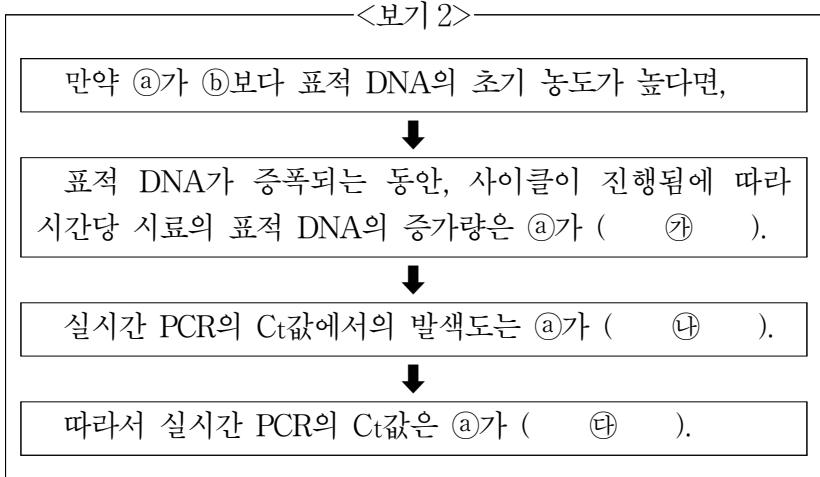 <보기 2>
만약 ⓐ가 ⓑ보다 표적 DNA의 초기 농도가 높다면,
표적 DNA가 증폭되는 동안, 사이클이 진행됨에 따라
시간당 시료의 표적 DNA의 증가량은 ⓐ가 ( ㉮ ).
실시간 PCR의 Ct값에서의 발색도는 ⓐ가 ( ㉯ ).
따라서 실시간 PCR의 Ct값은 ⓐ가 ( ㉰ ).